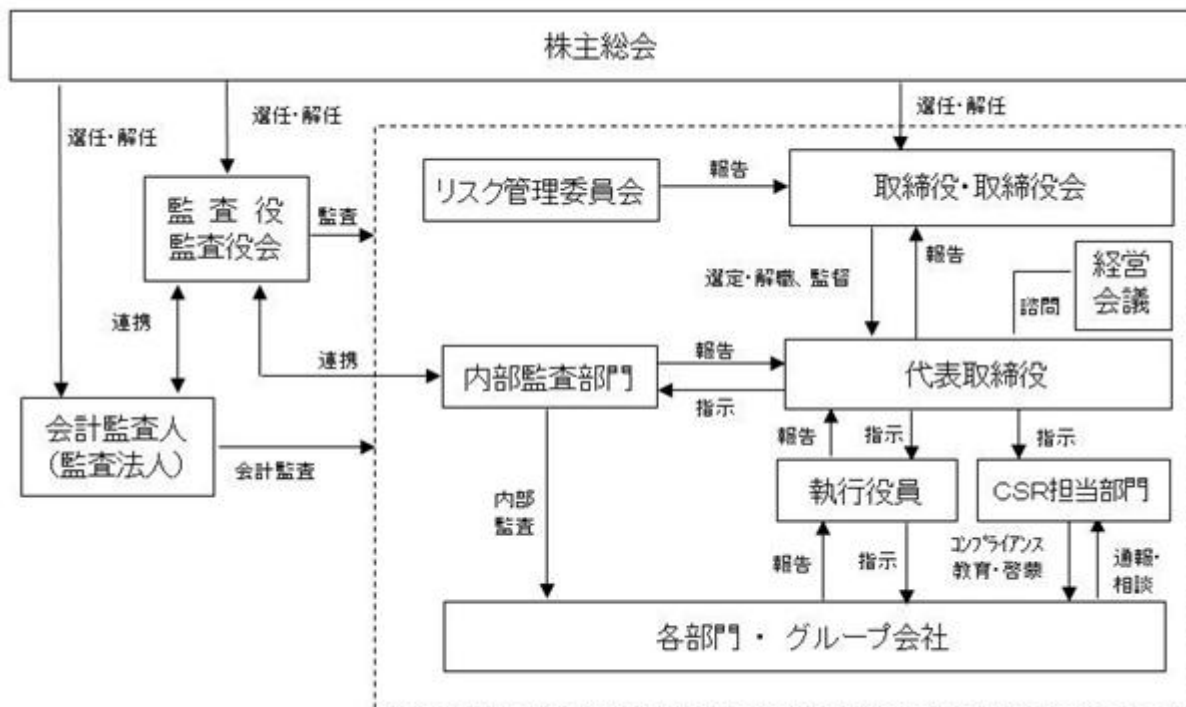 株主総会
選任・解任
選任・解任
選任・解任
リスク管理委員会
報告
取締役・取締役会
監査役
監査役会
監査
報告
経営
会議
選定・解職、監督
諮問
連携
連携
内部監査部門
報告
指示
代表取締役
会計監査人
(監査法人)
会計監査
報告
指示
指示
内部
監査
執行役員
CSR担当部門
報告
指示
コンプライアンス
教育・啓蒙
通報・
相談
各部門・グループ会社